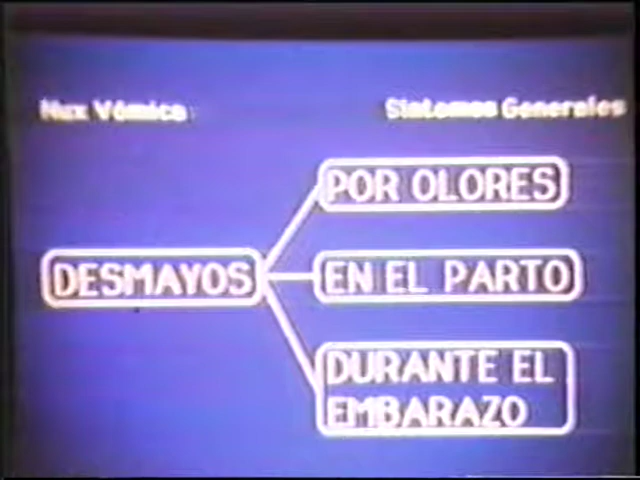 Nux Vómica
Síntomas Generales
POR OLORES
DESMAYOS
EN EL PARTO
DURANTE EL
EMBARAZO